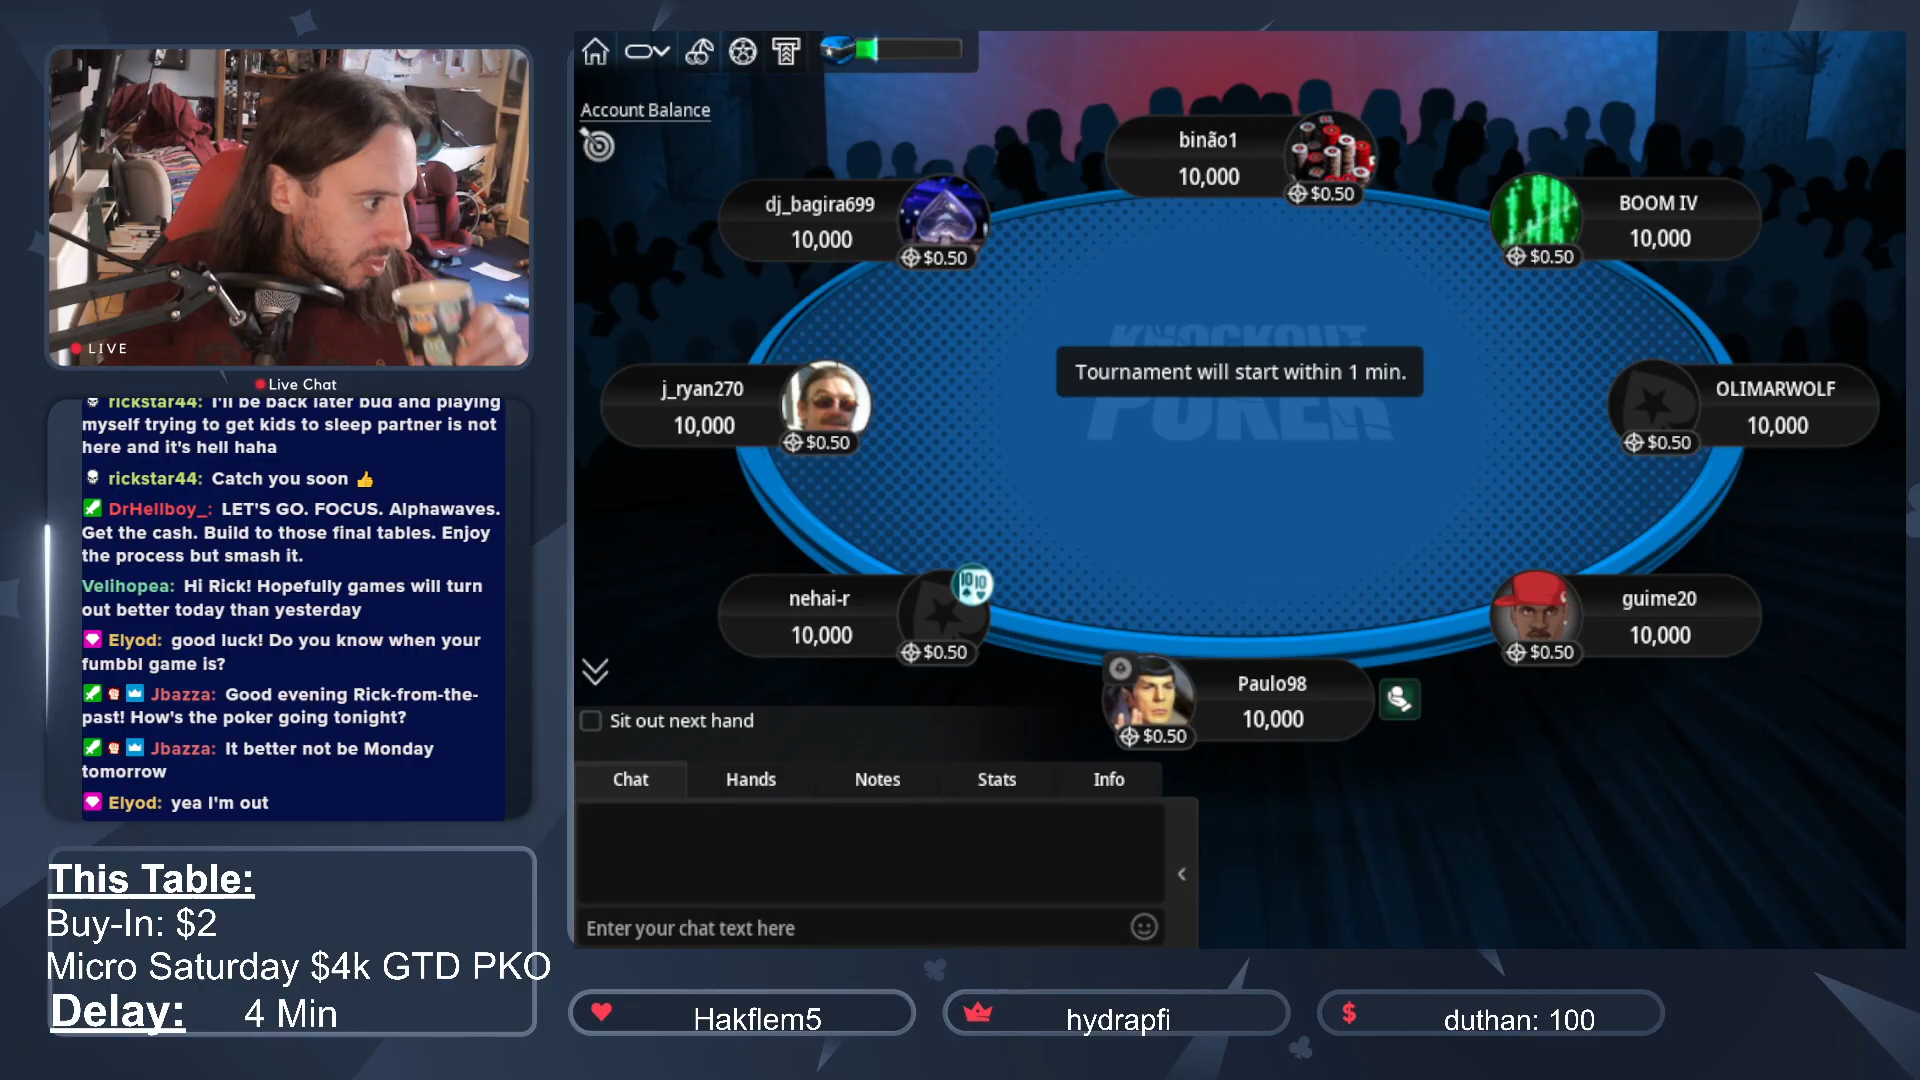 LIVE
Live Chat
rickstar44: I'll be back later bud and playing
myself trying to get kids to sleep partner is not
here and it's hell haha
rickstar44: Catch you soon 👍
DrHellboy_: LET'S GO. FOCUS. Alphawaves.
Get the cash. Build to those final tables. Enjoy
the process but smash it.
Velihopea: Hi Rick! Hopefully games will turn
out better today than yesterday
Elyod: good luck! Do you know when your
fumbbl game is?
Jbazza: Good evening Rick-from-the-
past! How's the poker going tonight?
Jbazza: It better not be Monday
tomorrow
Elyod: yea I'm out
This Table:
Buy-In: $2
Micro Saturday $4k GTD PKO
Delay: 4 Min
Account Balance
binão1
10,000
$0.50
dj_bagira699
10,000
$0.50
BOOM IV
10,000
$0.50
j_ryan270
10,000
$0.50
KNOCKOUT
POKER
Tournament will start within 1 min.
OLIMARWOLF
10,000
$0.50
nehai-r
10,000
$0.50
10 10
guime20
10,000
$0.50
Paulo98
10,000
$0.50
Sit out next hand
Chat Hands Notes Stats Info
Enter your chat text here
Hakflem5
hydrapfi
duthan: 100